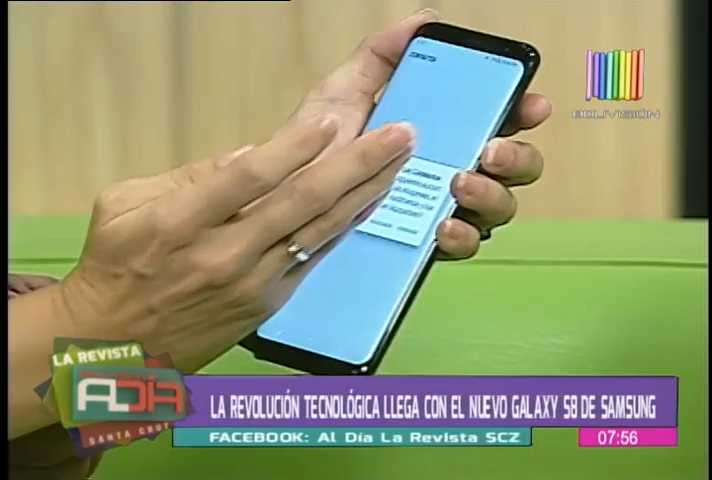 BOLIVISIÓN
LA REVISTA
AL DÍA
SANTA CRUZ
LA REVOLUCIÓN TECNOLÓGICA LLEGA CON EL NUEVO GALAXY S8 DE SAMSUNG
FACEBOOK: Al Día La Revista SCZ
07:56